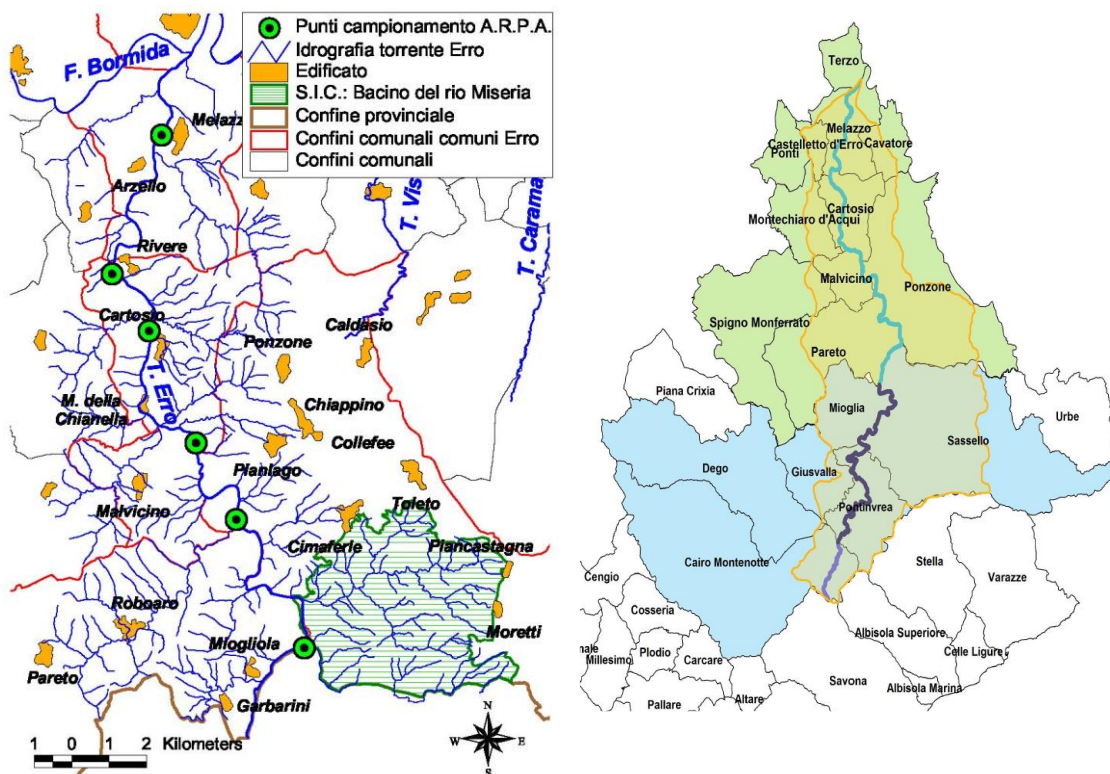 Punti campionamento A.R.P.A.
Idrografia torrente Erro
Edificato
S.I.C.: Bacino del rio Miseria
Confine provinciale
Confini comunali comuni Erro
Confini comunali
F. Bormida
Melazz
Arzello
T. Vis
T. Carama
Rivere
Cartosio
Ponzone
Caldasio
T. Erro
M. della
Chianella
Chiappino
Collefee
Pianlago
Malvicino
Toleto
Cimaferle
Piancastagna
Roboaro
Miogliola
Moretti
Pareto
Garbarini
N
W
E
S
1 0 1 2 Kilometers
Terzo
Melazzo
Castelletto d'Erro
Cavatore
Ponti
Cartosio
Montechiaro d'Acqui
Malvicino
Ponzone
Spigno Monferrato
Pareto
Piana Crixia
Mioglia
Urbe
Sassello
Dego
Giusvalla
Pontinvrea
Cairo Montenotte
Stella
Varazze
Cengio
Cosseria
Albisola Superiore
nale
Millesimo
Plodio
Carcare
Celle Ligure
Savona
Albisola Marina
Pallare
Altare